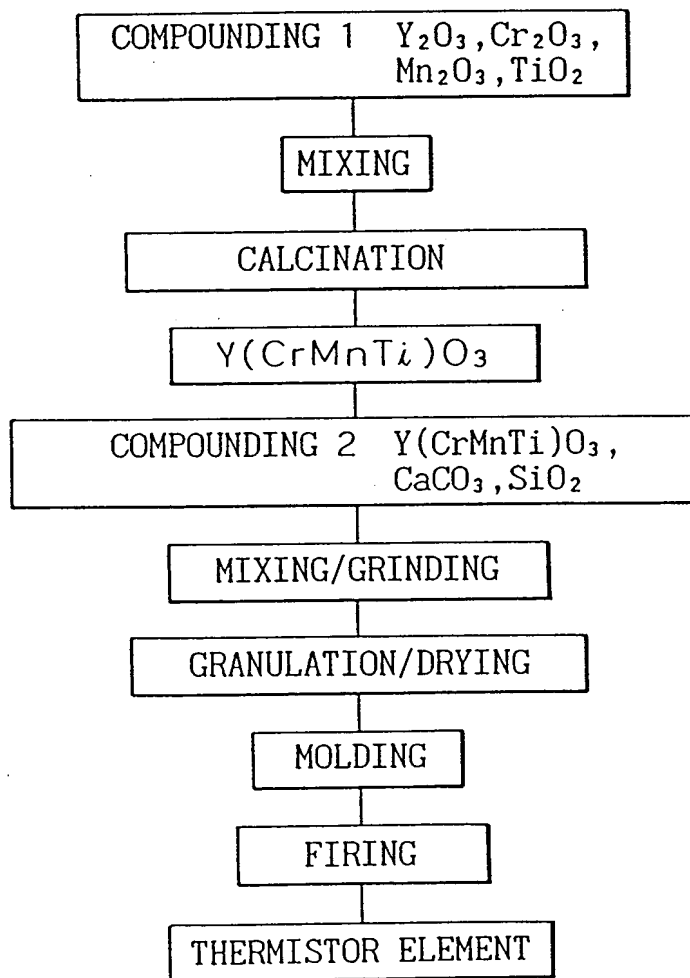 COMPOUNDING 1 Y₂O₃,Cr₂O₃,
Mn₂O₃,TiO₂
MIXING
CALCINATION
Y(CrMnTi)O₃
COMPOUNDING 2 Y(CrMnTi)O₃,
CaCO₃,SiO₂
MIXING/GRINDING
GRANULATION/DRYING
MOLDING
FIRING
THERMISTOR ELEMENT